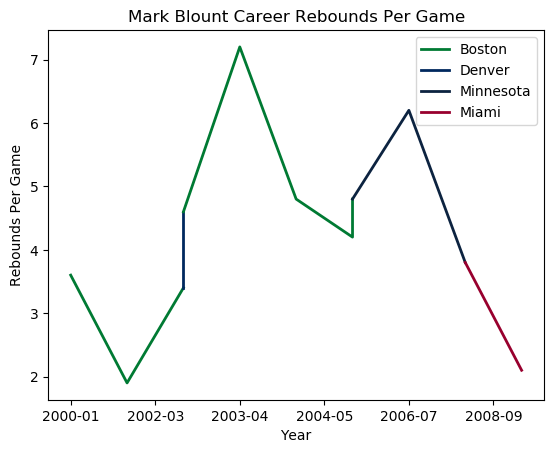 Mark Blount Career Rebounds Per Game
Boston
Denver
Minnesota
Miami
7
6
5
4
3
2
Rebounds Per Game
2000-01 2002-03 2003-04 2004-05 2006-07 2008-09
Year